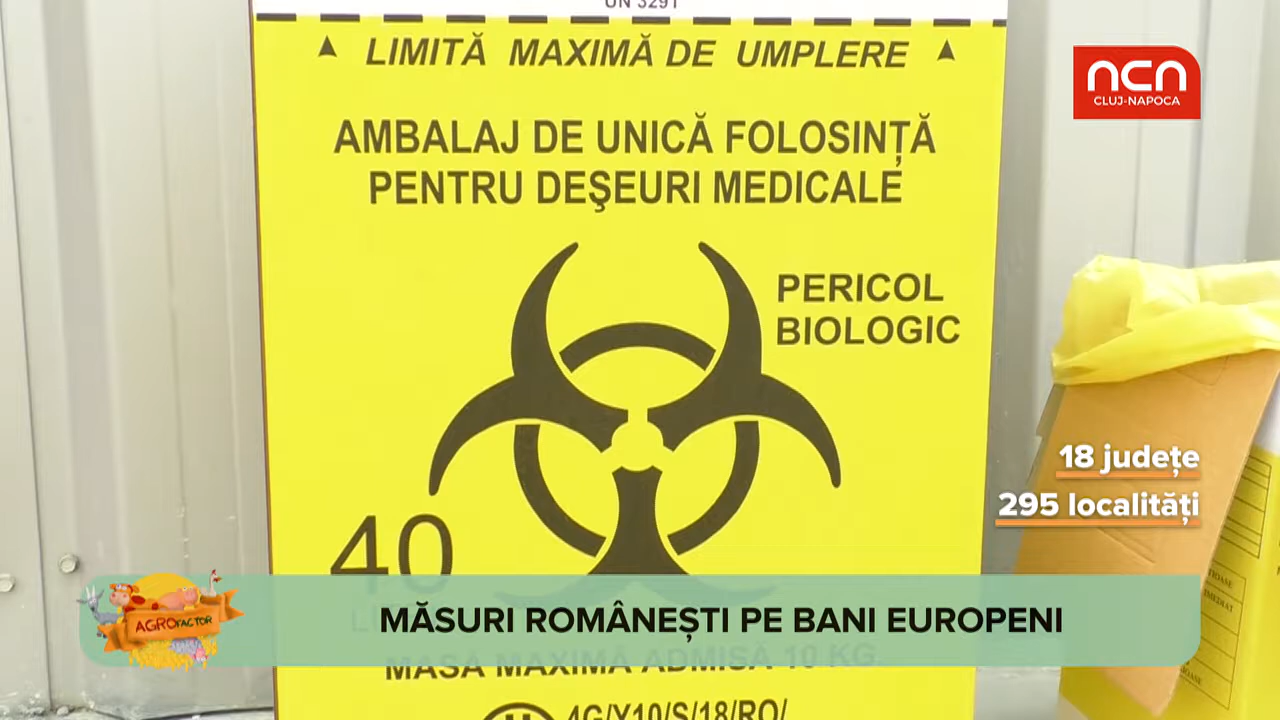 UN 3291
LIMITĂ MAXIMĂ DE UMPLERE
AMBALAJ DE UNICĂ FOLOSINȚĂ
PENTRU DEŞEURI MEDICALE
PERICOL
BIOLOGIC
40
MASĂ MAXIMĂ ADMISĂ 10 KG
4G/Y10/S/18/RO/
ncn
CLUJ-NAPOCA
18 județe
295 localități
AGROFACTOR
MĂSURI ROMÂNEȘTI PE BANI EUROPENI